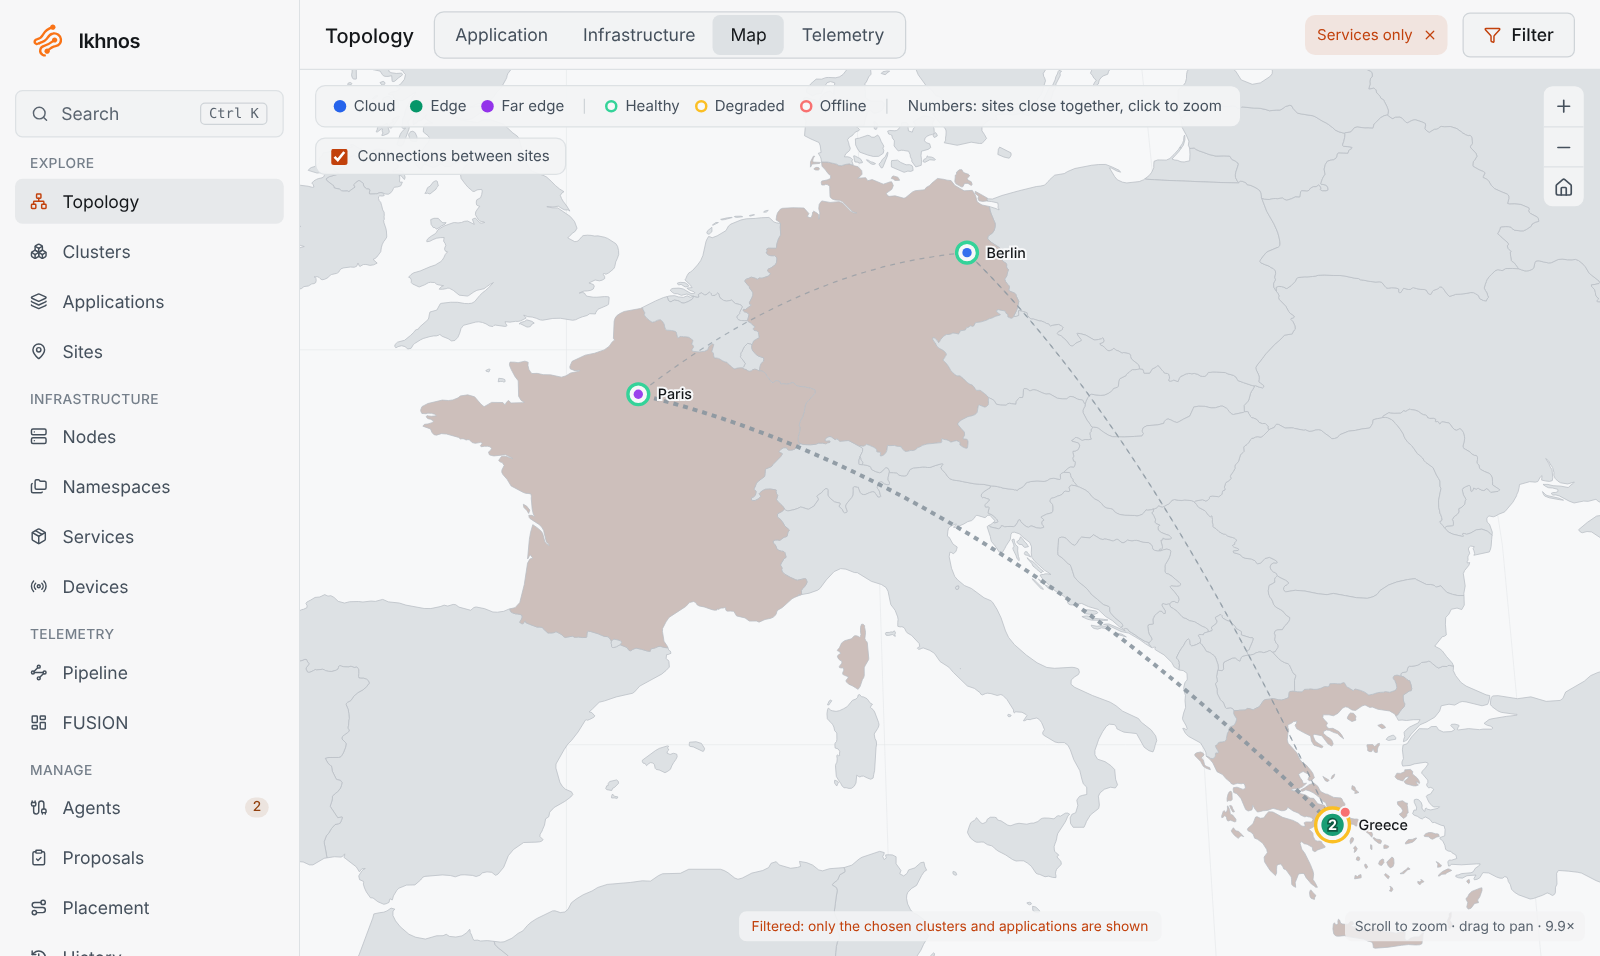 Ikhnos
Search
Ctrl K
EXPLORE
Topology
Clusters
Applications
Sites
INFRASTRUCTURE
Nodes
Namespaces
Services
Devices
TELEMETRY
Pipeline
FUSION
MANAGE
Agents
2
Proposals
Placement
History
Topology
Application
Infrastructure
Map
Telemetry
Services only ×
Filter
Cloud
Edge
Far edge
Healthy
Degraded
Offline
Numbers: sites close together, click to zoom
Connections between sites
Berlin
Paris
2
Greece
Filtered: only the chosen clusters and applications are shown
Scroll to zoom · drag to pan · 9.9×